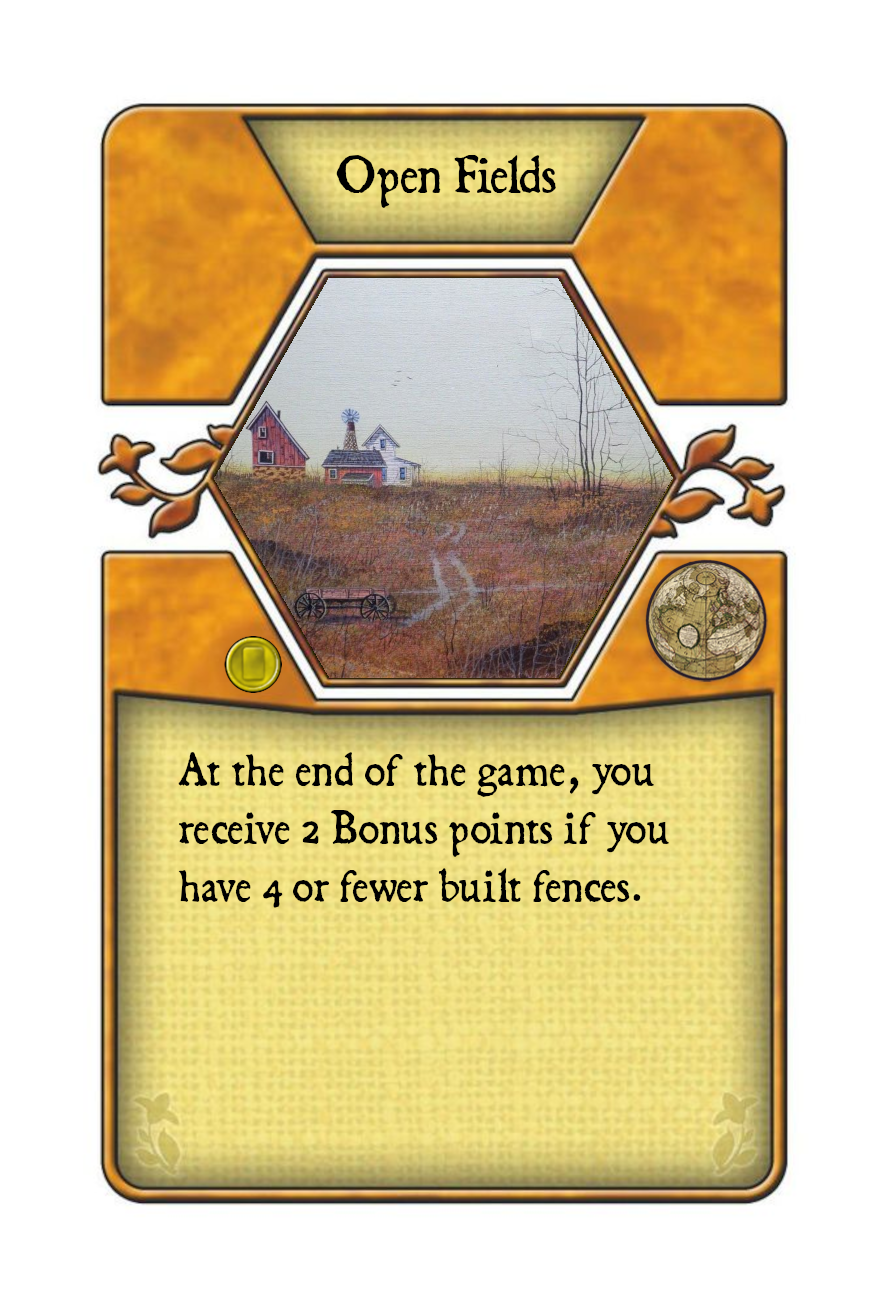 Open Fields
At the end of the game, you
receive 2 Bonus points if you
have 4 or fewer built fences.